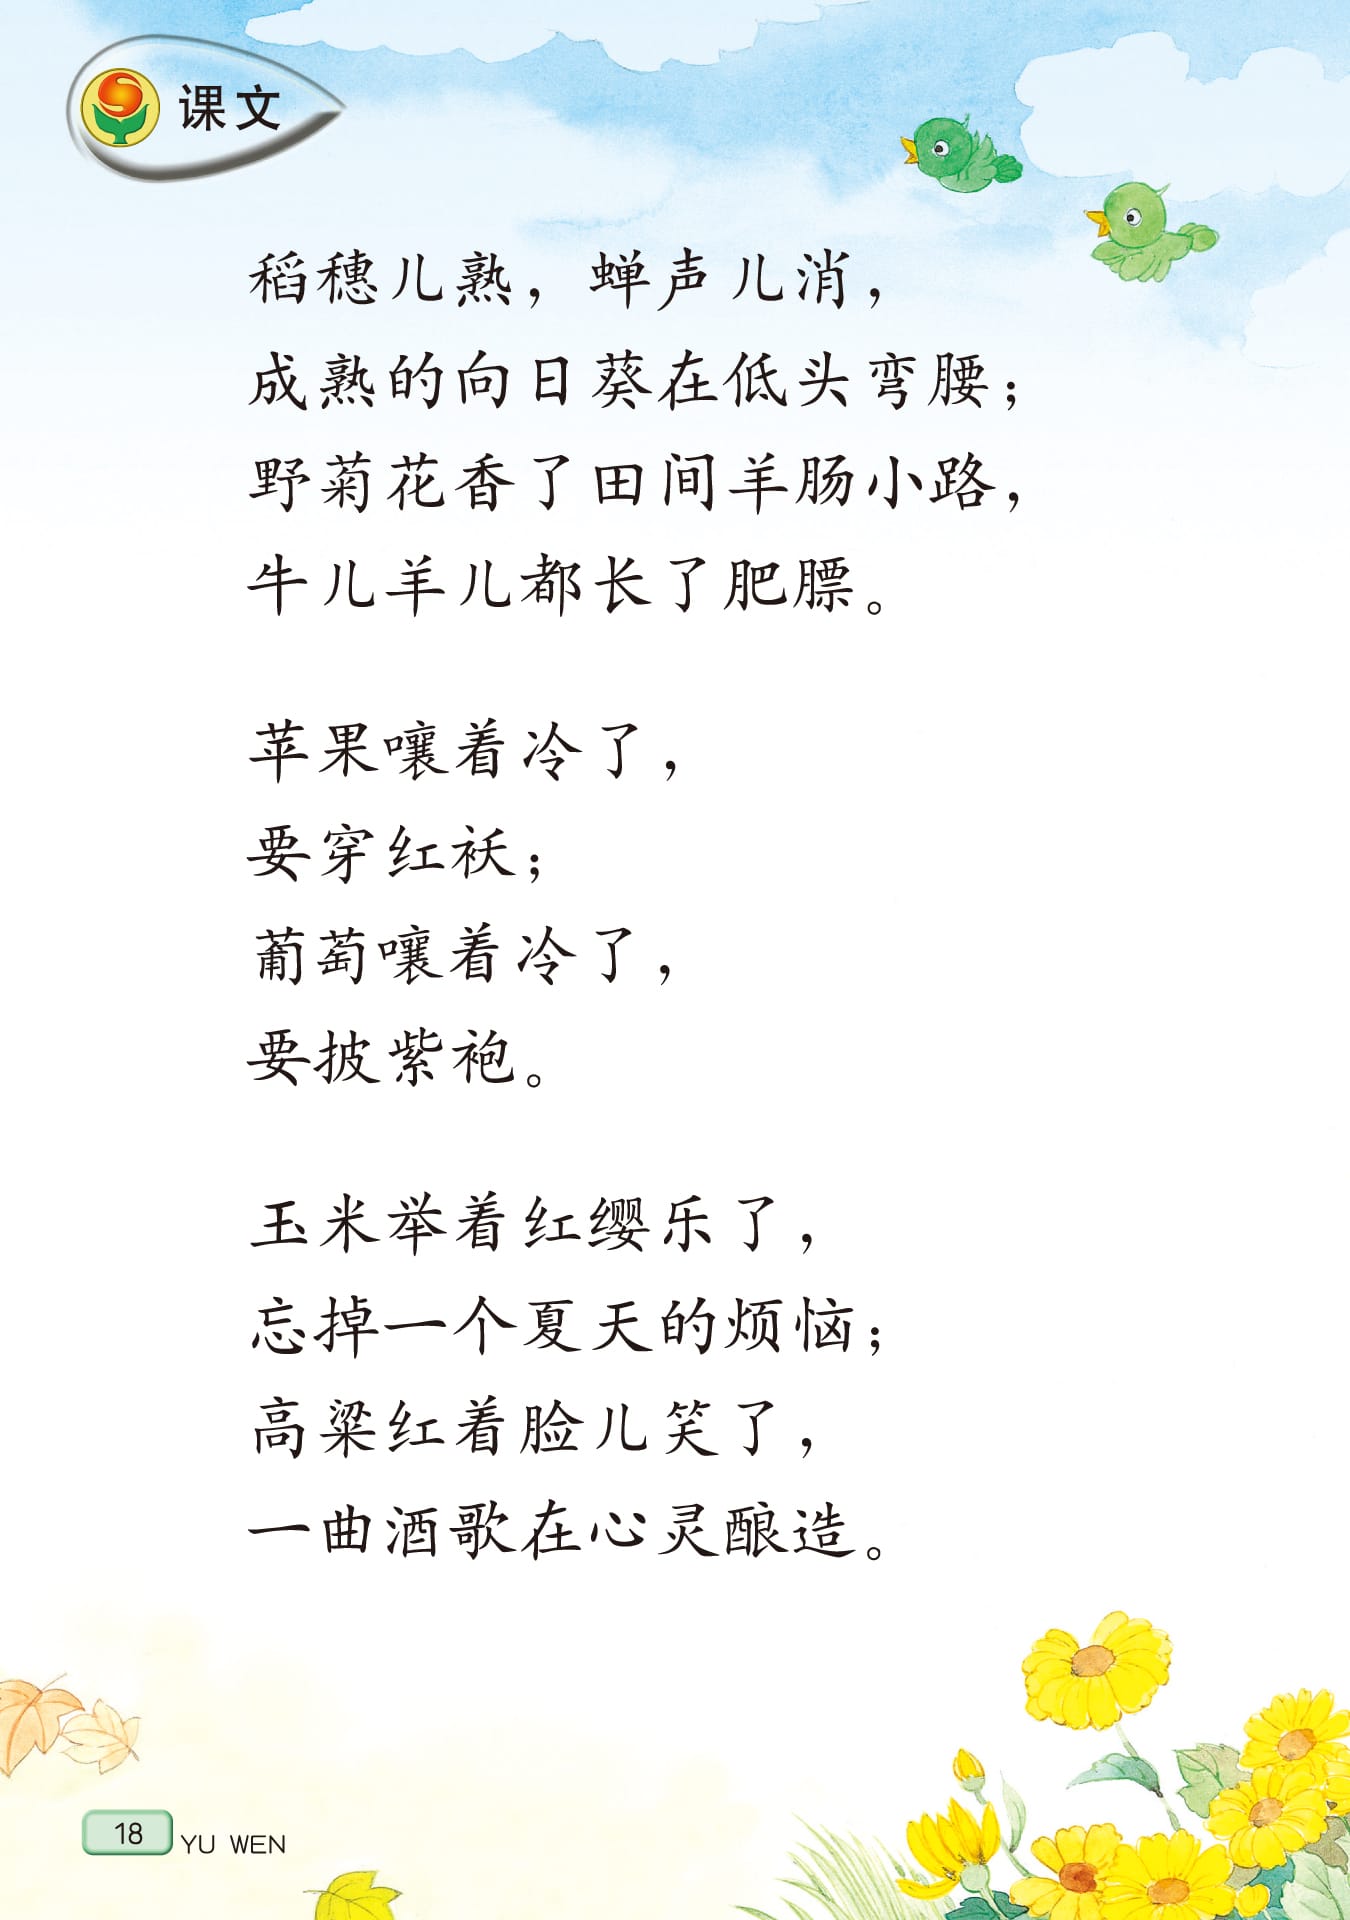 课文
稻穗儿熟，蝉声儿消，
成熟的向日葵在低头弯腰；
野菊花香了田间羊肠小路，
牛儿羊儿都长了肥膘。
苹果嚷着冷了，
要穿红袄；
葡萄嚷着冷了，
要披紫袍。
玉米举着红缨乐了，
忘掉一个夏天的烦恼；
高粱红着脸儿笑了，
一曲酒歌在心灵酿造。
18 YU WEN